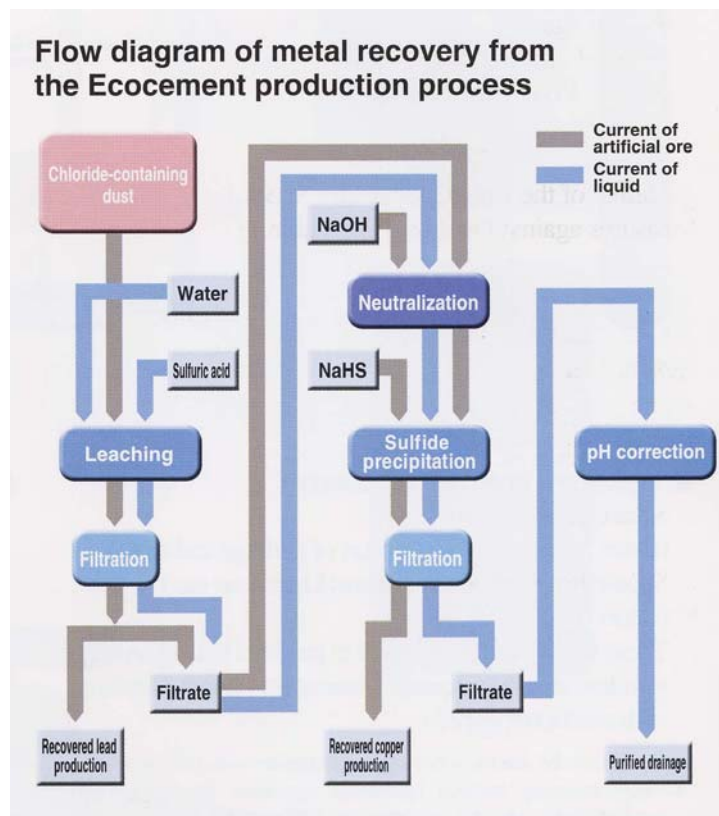 Flow diagram of metal recovery from
the Ecocement production process
Current of
artificial ore
Current of
liquid
Chloride-containing
dust
NaOH
Water
Neutralization
Sulfuric acid
NaHS
Leaching
Sulfide
precipitation
pH correction
Filtration
Filtration
Filtrate
Filtrate
Recovered lead
production
Recovered copper
production
Purified drainage